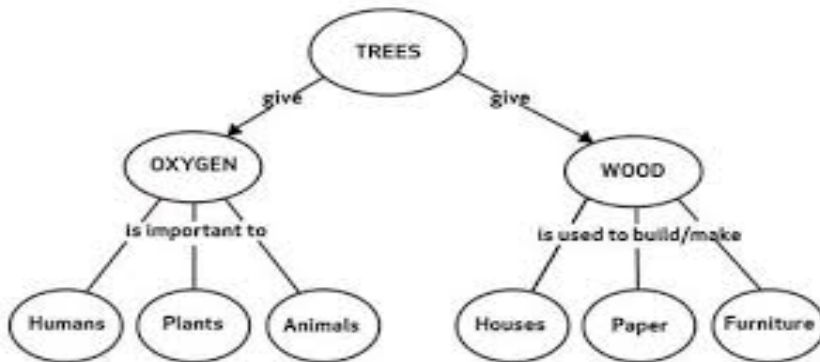 TREES
give give
OXYGEN WOOD
is important to is used to build/make
Humans Plants Animals Houses Paper Furniture